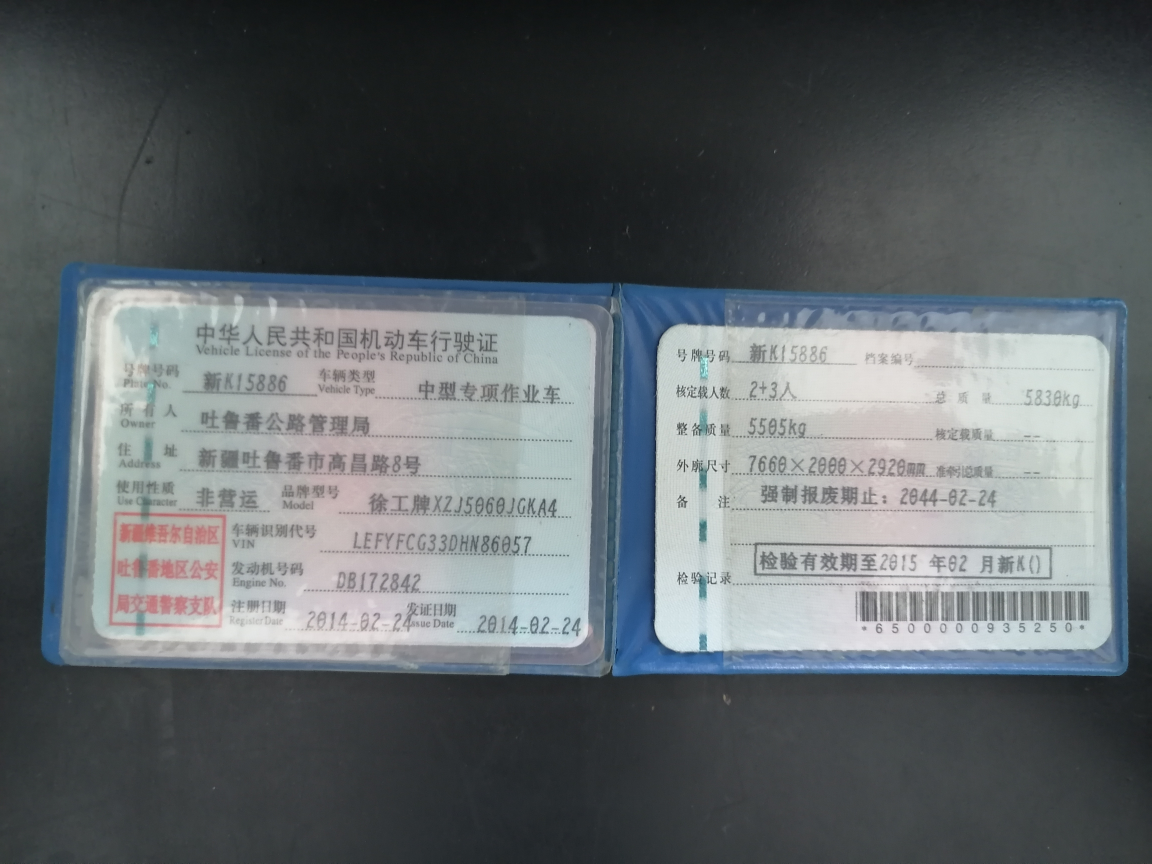 中华人民共和国机动车行驶证
Vehicle License of the People's Republic of China
号牌号码 新K15886 车辆类型 中型专项作业车
Plate No. Vehicle Type
所有人 吐鲁番公路管理局
Owner
住址 新疆吐鲁番市高昌路8号
Address
使用性质 非营运 品牌型号 徐工牌XZJ5060JGKA4
Use Character Model
新疆维吾尔自治区
吐鲁番地区公安
局交通警察支队
车辆识别代号 LEFYFCG33DHN86057
VIN
发动机号码 DB172842
Engine No.
注册日期 2014-02-24 发证日期 2014-02-24
Register Date Issue Date
号牌号码 新K15886 档案编号
核定载人数 2+3人 总质量 5830kg
整备质量 5505kg 核定载质量 --
外廓尺寸 7660×2000×2920mm 准牵引总质量 --
备注 强制报废期止：2044-02-24
检验记录 检验有效期至2015 年02 月新K()
*6500000935250*